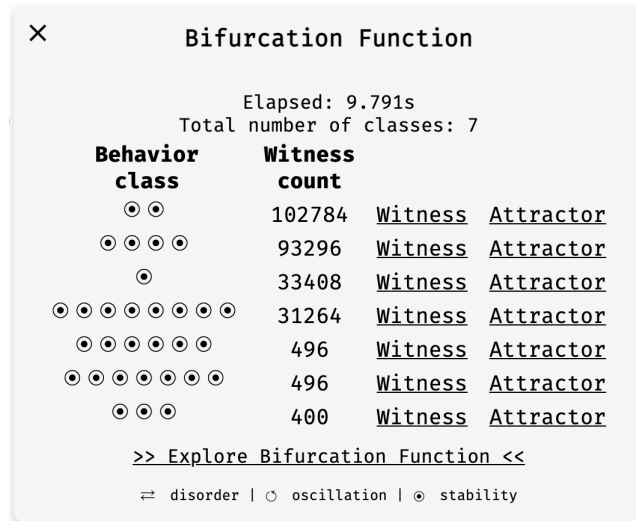 ×
Bifurcation Function
Elapsed: 9.791s
Total number of classes: 7
Behavior class Witness count
⦿ ⦿ 102784 Witness Attractor
⦿ ⦿ ⦿ ⦿ 93296 Witness Attractor
⦿ 33408 Witness Attractor
⦿ ⦿ ⦿ ⦿ ⦿ ⦿ ⦿ ⦿ 31264 Witness Attractor
⦿ ⦿ ⦿ ⦿ ⦿ ⦿ 496 Witness Attractor
⦿ ⦿ ⦿ ⦿ ⦿ ⦿ ⦿ 496 Witness Attractor
⦿ ⦿ ⦿ 400 Witness Attractor
>> Explore Bifurcation Function <<
⇄ disorder | ↺ oscillation | ⦿ stability